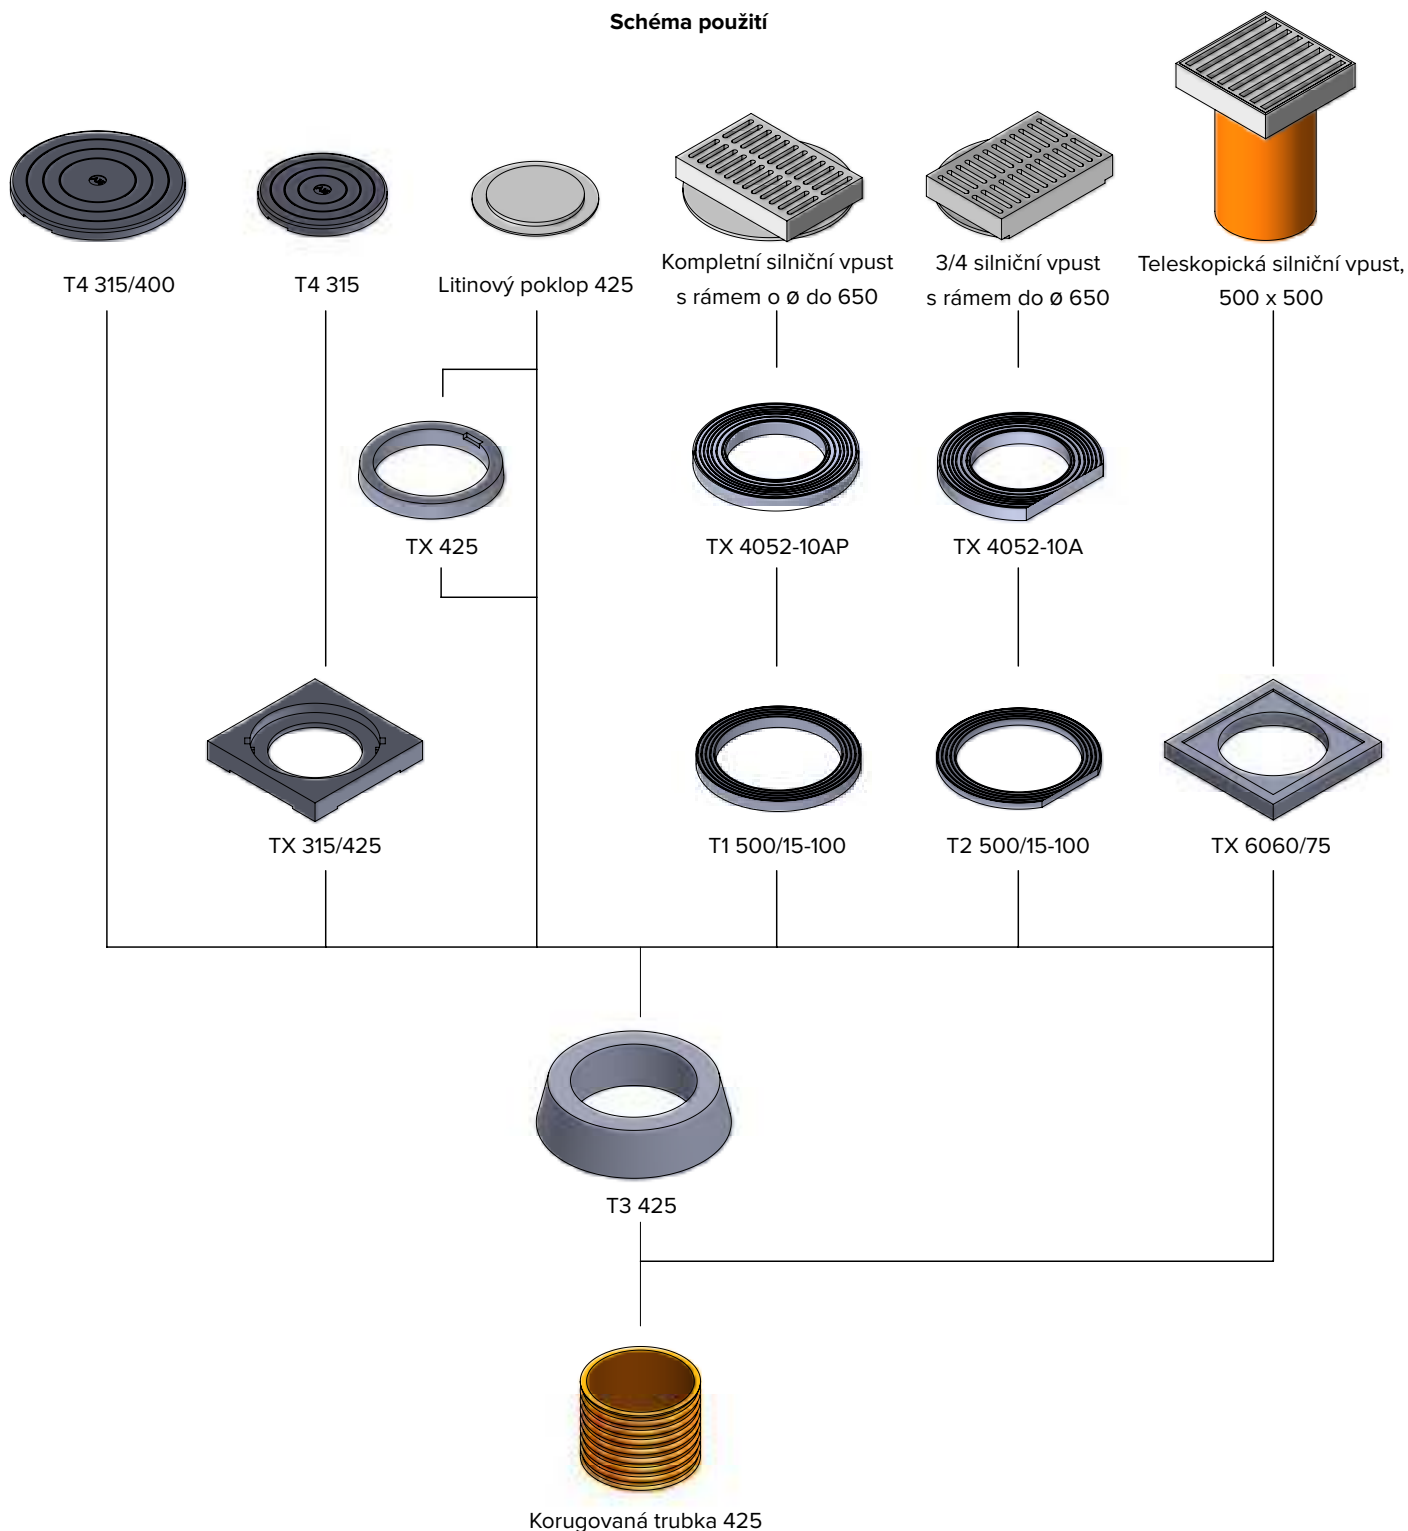 Schéma použití
T4 315/400
T4 315
Litinový poklop 425
Kompletní silniční vpust
s rámem o ø do 650
3/4 silniční vpust
s rámem do ø 650
Teleskopická silniční vpust,
500 x 500
TX 425
TX 4052-10AP
TX 4052-10A
TX 315/425
T1 500/15-100
T2 500/15-100
TX 6060/75
T3 425
Korugovaná trubka 425